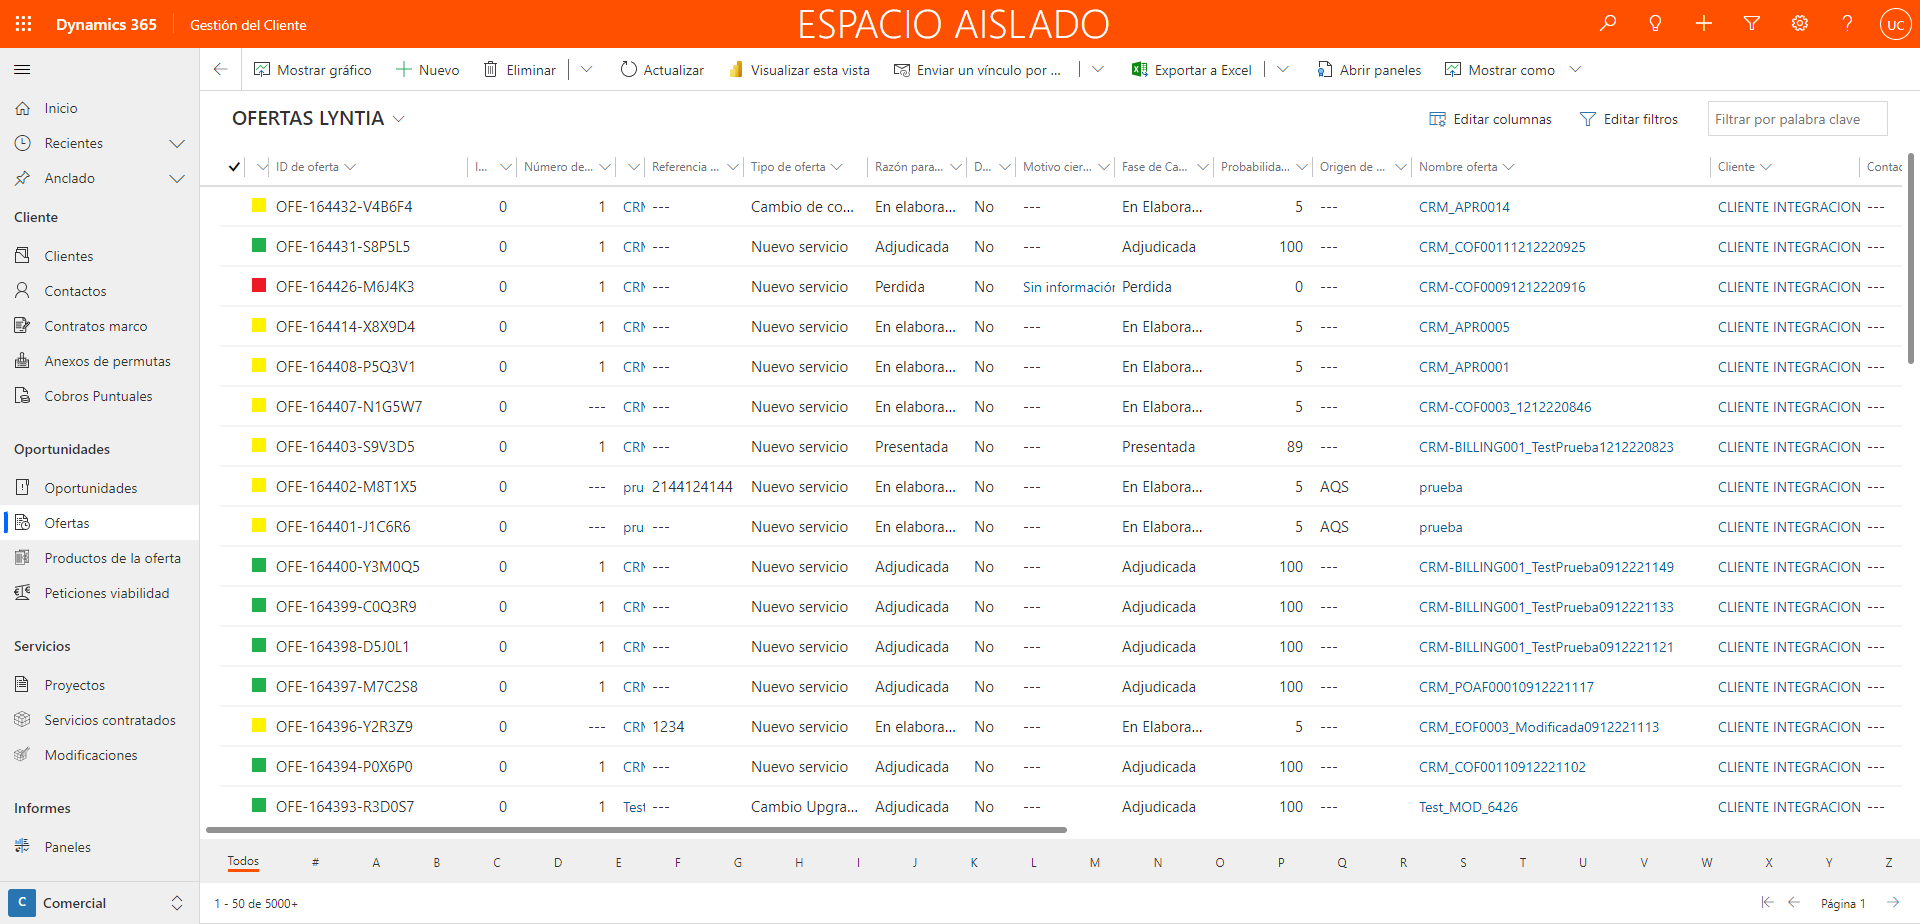 Dynamics 365
Gestión del Cliente
ESPACIO AISLADO
UC
Mostrar gráfico
Nuevo
Eliminar
Actualizar
Visualizar esta vista
Enviar un vínculo por ...
Exportar a Excel
Abrir paneles
Mostrar como
Inicio
Recientes
Anclado
Cliente
Clientes
Contactos
Contratos marco
Anexos de permutas
Cobros Puntuales
Oportunidades
Oportunidades
Ofertas
Productos de la oferta
Peticiones viabilidad
Servicios
Proyectos
Servicios contratados
Modificaciones
Informes
Paneles
C Comercial
OFERTAS LYNTIA
Editar columnas
Editar filtros
Filtrar por palabra clave
ID de oferta I... Número de... Referencia ... Tipo de oferta Razón para... D... Motivo cier... Fase de Ca... Probabilida... Origen de ... Nombre oferta Cliente Contac
OFE-164432-V4B6F4 0 1 CRM --- Cambio de co... En elabora... No --- En Elabora... 5 --- CRM_APR0014 CLIENTE INTEGRACION ---
OFE-164431-S8P5L5 0 1 CRM --- Nuevo servicio Adjudicada No --- Adjudicada 100 --- CRM_COF00111212220925 CLIENTE INTEGRACION ---
OFE-164426-M6J4K3 0 1 CRM --- Nuevo servicio Perdida No Sin información Perdida 0 --- CRM-COF00091212220916 CLIENTE INTEGRACION ---
OFE-164414-X8X9D4 0 1 CRM --- Nuevo servicio En elabora... No --- En Elabora... 5 --- CRM_APR0005 CLIENTE INTEGRACION ---
OFE-164408-P5Q3V1 0 1 CRM --- Nuevo servicio En elabora... No --- En Elabora... 5 --- CRM_APR0001 CLIENTE INTEGRACION ---
OFE-164407-N1G5W7 0 --- CRM --- Nuevo servicio En elabora... No --- En Elabora... 5 --- CRM-COF0003_1212220846 CLIENTE INTEGRACION ---
OFE-164403-S9V3D5 0 1 CRM --- Nuevo servicio Presentada No --- Presentada 89 --- CRM-BILLING001_TestPrueba1212220823 CLIENTE INTEGRACION ---
OFE-164402-M8T1X5 0 --- pru 2144124144 Nuevo servicio En elabora... No --- En Elabora... 5 AQS prueba CLIENTE INTEGRACION ---
OFE-164401-J1C6R6 0 --- pru --- Nuevo servicio En elabora... No --- En Elabora... 5 AQS prueba CLIENTE INTEGRACION ---
OFE-164400-Y3M0Q5 0 1 CRM --- Nuevo servicio Adjudicada No --- Adjudicada 100 --- CRM-BILLING001_TestPrueba0912221149 CLIENTE INTEGRACION ---
OFE-164399-C0Q3R9 0 1 CRM --- Nuevo servicio Adjudicada No --- Adjudicada 100 --- CRM-BILLING001_TestPrueba0912221133 CLIENTE INTEGRACION ---
OFE-164398-D5J0L1 0 1 CRM --- Nuevo servicio Adjudicada No --- Adjudicada 100 --- CRM-BILLING001_TestPrueba0912221121 CLIENTE INTEGRACION ---
OFE-164397-M7C2S8 0 1 CRM --- Nuevo servicio Adjudicada No --- Adjudicada 100 --- CRM_POAF00010912221117 CLIENTE INTEGRACION ---
OFE-164396-Y2R3Z9 0 --- CRM 1234 Nuevo servicio En elabora... No --- En Elabora... 5 --- CRM_EOF0003_Modificada0912221113 CLIENTE INTEGRACION ---
OFE-164394-P0X6P0 0 1 CRM --- Nuevo servicio Adjudicada No --- Adjudicada 100 --- CRM_COF00110912221102 CLIENTE INTEGRACION ---
OFE-164393-R3D0S7 0 1 Test --- Cambio Upgra... Adjudicada No --- Adjudicada 100 --- Test_MOD_6426 CLIENTE INTEGRACION ---
Todos # A B C D E F G H I J K L M N O P Q R S T U V W X Y Z
1 - 50 de 5000+
Página 1